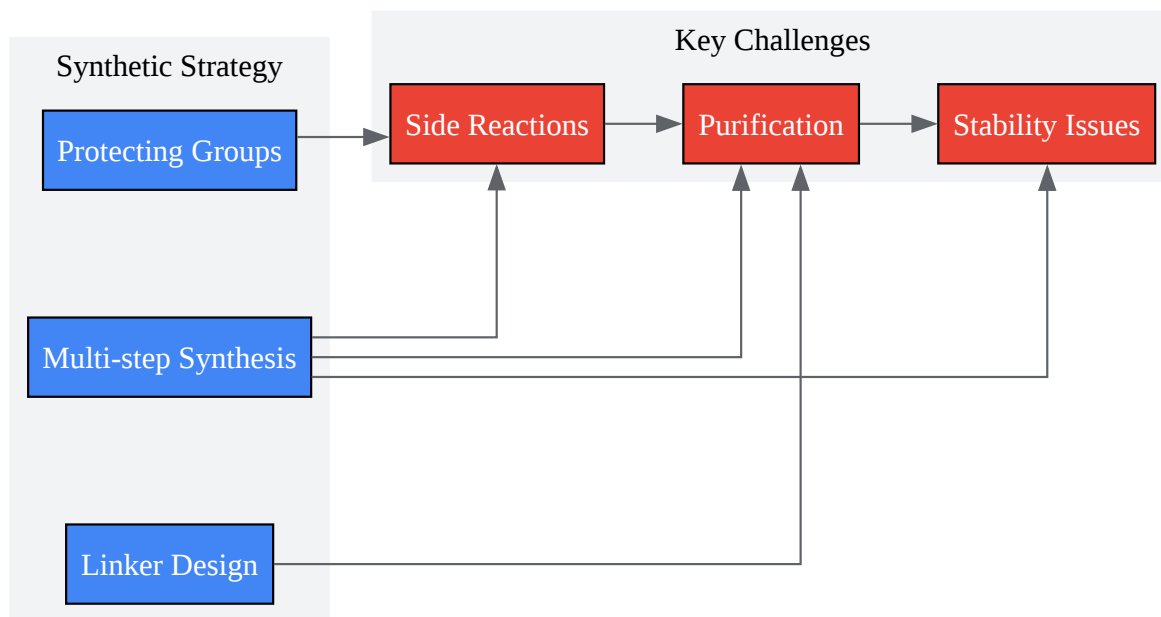 Key Challenges
Synthetic Strategy
Side Reactions
Purification
Stability Issues
Protecting Groups
Multi-step Synthesis
Linker Design